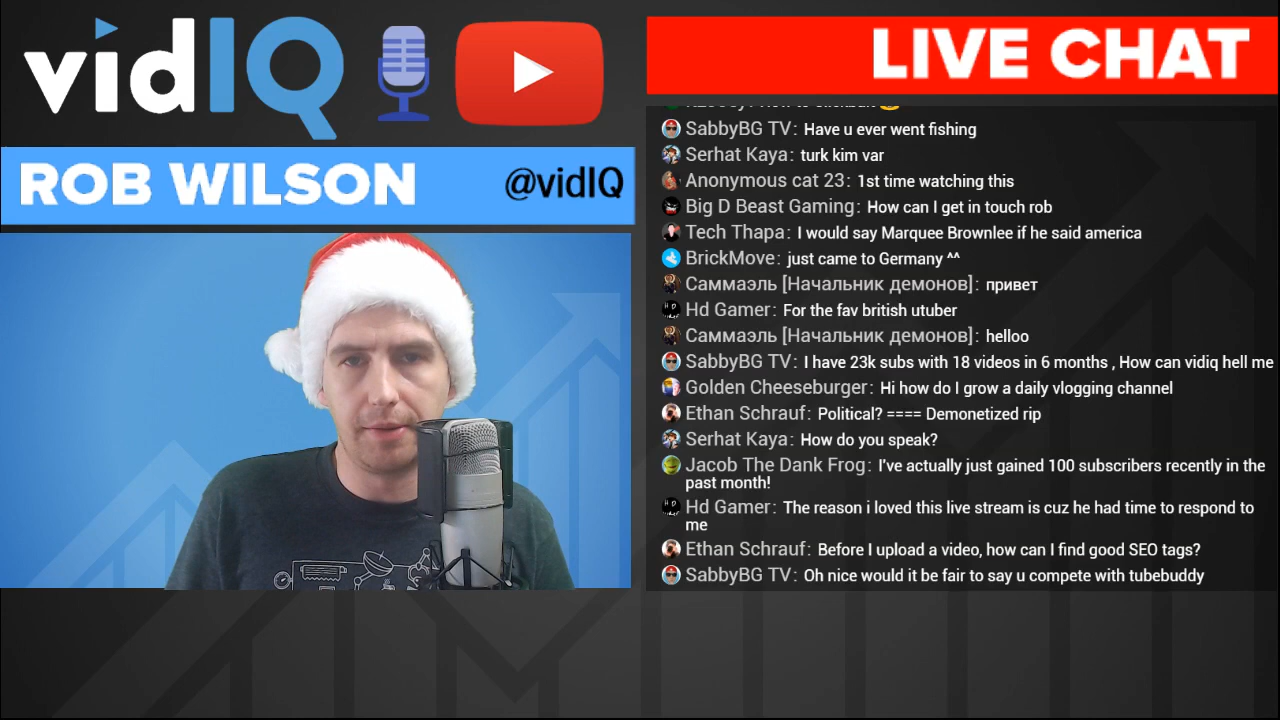 vidIQ
LIVE CHAT
ROB WILSON
@vidIQ
SabbyBG TV: Have u ever went fishing
Serhat Kaya: turk kim var
Anonymous cat 23: 1st time watching this
Big D Beast Gaming: How can I get in touch rob
Tech Thapa: I would say Marquee Brownlee if he said america
BrickMove: just came to Germany ^^
Саммаэль [Начальник демонов]: привет
Hd Gamer: For the fav british utuber
Саммаэль [Начальник демонов]: helloo
SabbyBG TV: I have 23k subs with 18 videos in 6 months , How can vidiq hell me
Golden Cheeseburger: Hi how do I grow a daily vlogging channel
Ethan Schrauf: Political? ==== Demonetized rip
Serhat Kaya: How do you speak?
Jacob The Dank Frog: I've actually just gained 100 subscribers recently in the
past month!
Hd Gamer: The reason i loved this live stream is cuz he had time to respond to
me
Ethan Schrauf: Before I upload a video, how can I find good SEO tags?
SabbyBG TV: Oh nice would it be fair to say u compete with tubebuddy